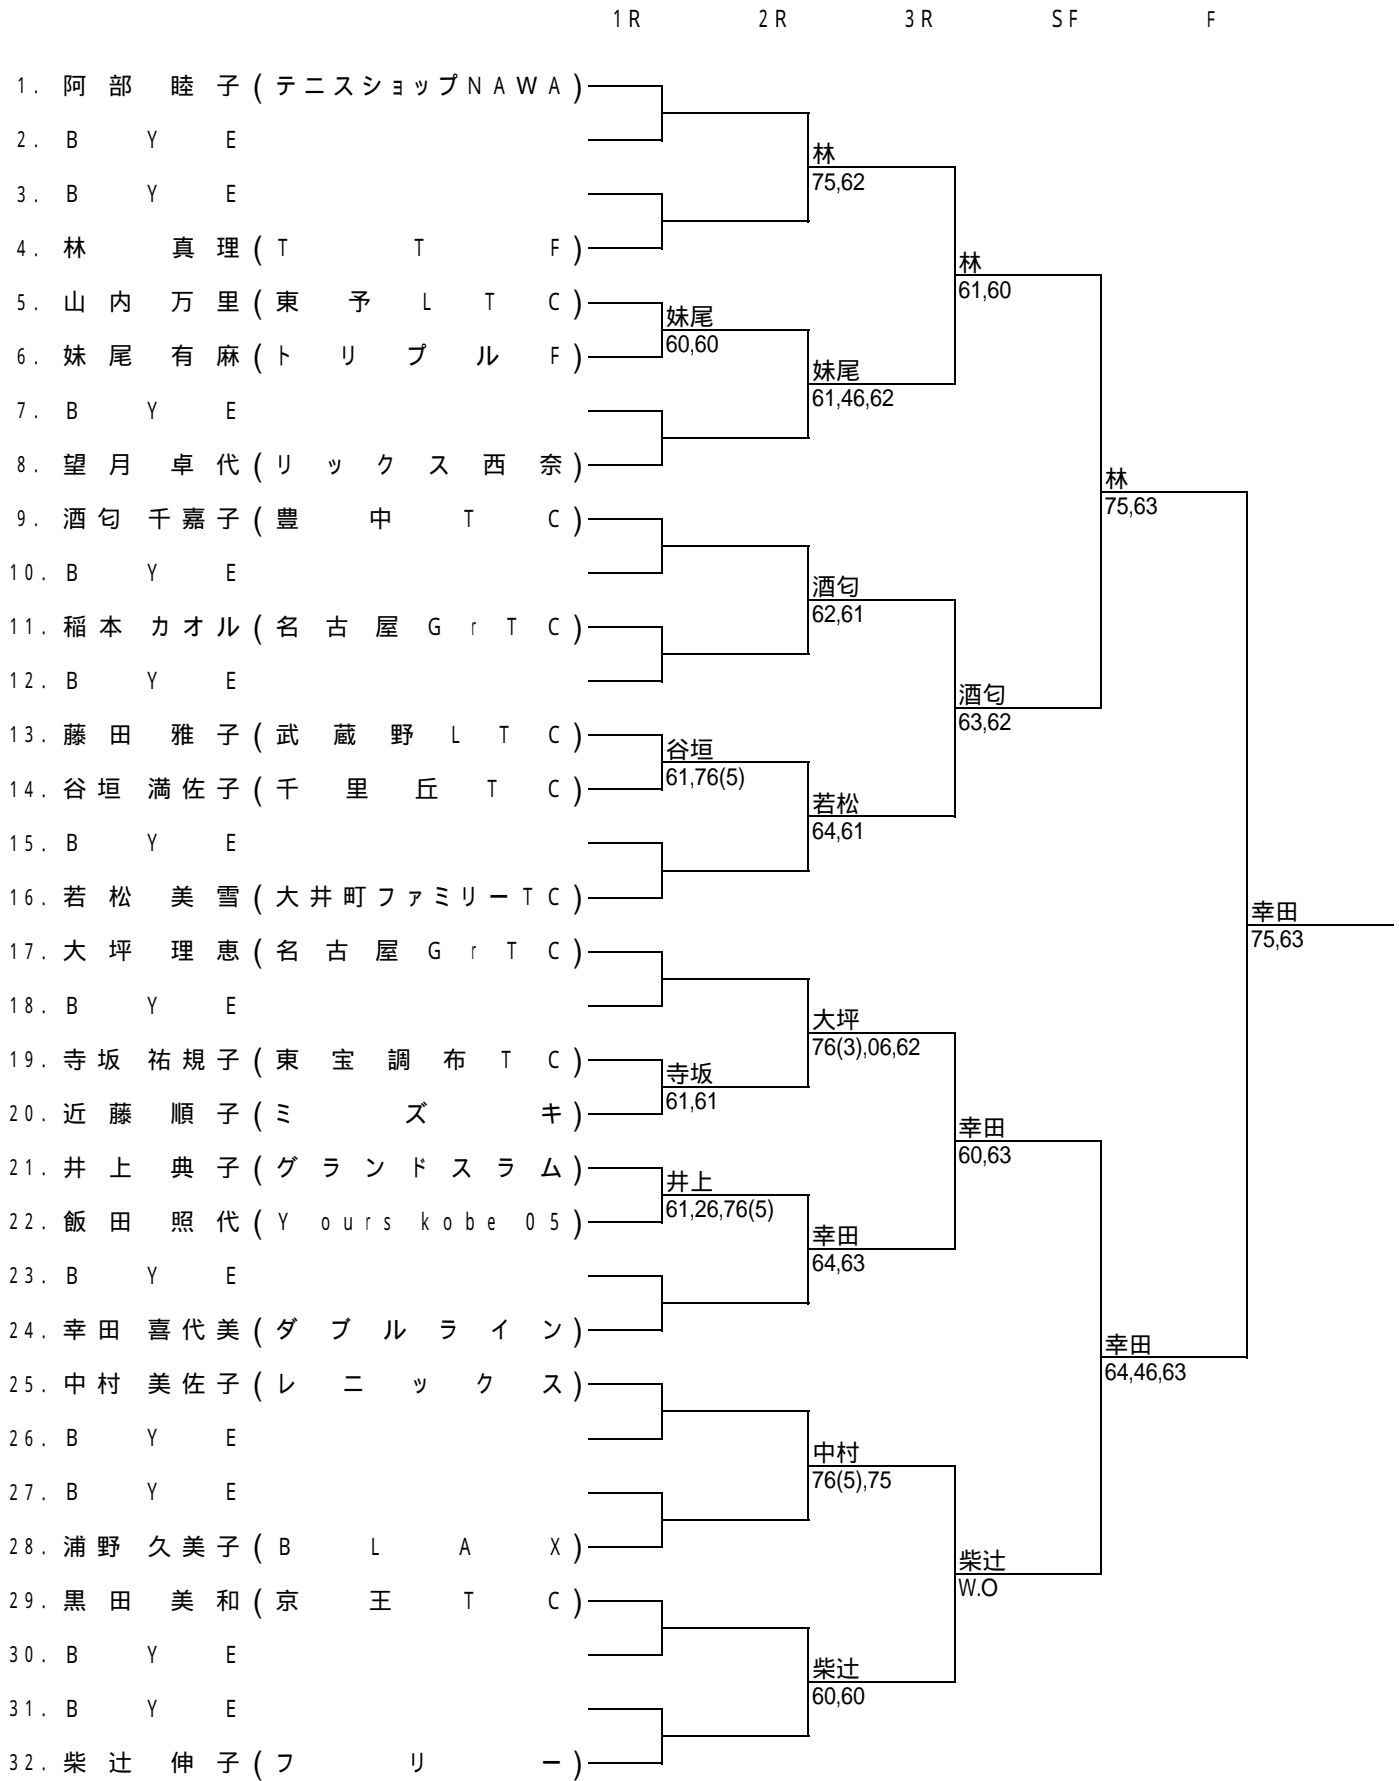 1R 2R 3R SF F
1. 阿部 睦子(テニスショップNAWA)
2. BYE
林
75,62
3. BYE
4. 林 真理(TTF)
林
61,60
5. 山内 万里(東予LTC)
妹尾
60,60
6. 妹尾 有麻(トリプルF)
妹尾
61,46,62
7. BYE
8. 望月 卓代(リックス西奈)
林
75,63
9. 酒匂 千嘉子(豊中TC)
10. BYE
酒匂
62,61
11. 稲本 カオル(名古屋GrTC)
12. BYE
酒匂
63,62
13. 藤田 雅子(武蔵野LTC)
谷垣
61,76(5)
14. 谷垣 満佐子(千里丘TC)
若松
64,61
15. BYE
16. 若松 美雪(大井町ファミリーTC)
幸田
75,63
17. 大坪 理恵(名古屋GrTC)
18. BYE
大坪
76(3),06,62
19. 寺坂 祐規子(東宝調布TC)
寺坂
61,61
20. 近藤 順子(ミズキ)
幸田
60,63
21. 井上 典子(グランドスラム)
井上
61,26,76(5)
22. 飯田 照代(Yours kobe 05)
幸田
64,63
23. BYE
24. 幸田 喜代美(ダブルライン)
幸田
64,46,63
25. 中村 美佐子(レニックス)
26. BYE
中村
76(5),75
27. BYE
28. 浦野 久美子(BLAX)
柴辻
W.O
29. 黒田 美和(京王TC)
30. BYE
柴辻
60,60
31. BYE
32. 柴辻 伸子(フリー)